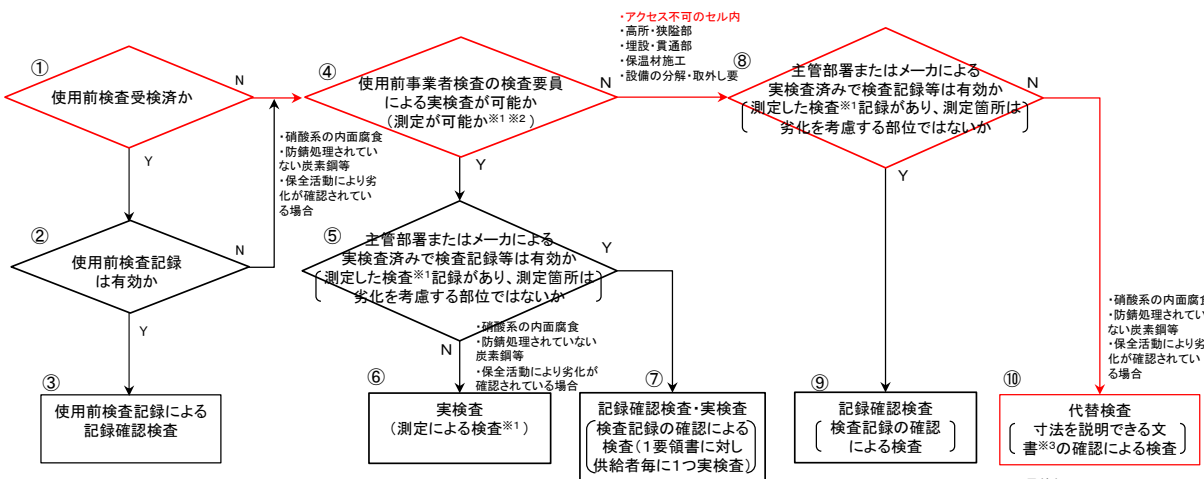 ①
使用前検査受検済か
N
Y
・硝酸系の内面腐食
・防錆処理されてい
ない炭素鋼等
・保全活動により劣
化が確認されてい
る場合
②
使用前検査記録
は有効か
N
Y
③
使用前検査記録による
記録確認検査
④
使用前事業者検査の検査要員
による実検査が可能か
(測定が可能か※1 ※2)
N
Y
・アクセス不可のセル内
・高所・狭隘部
・埋設・貫通部
・保温材施工
・設備の分解・取外し要
⑤
主管部署またはメーカによる
実検査済みで検査記録等は有効か
測定した検査※1記録があり、測定箇所は
劣化を考慮する部位ではないか
Y
N
・硝酸系の内面腐食
・防錆処理されていない
炭素鋼等
・保全活動により劣化が
確認されている場合
⑥
実検査
(測定による検査※1)
⑦
記録確認検査・実検査
検査記録の確認による
検査(1要領書に対し
供給者毎に1つ実検査)
⑧
主管部署またはメーカによる
実検査済みで検査記録等は有効か
測定した検査※1記録があり、測定箇所は
劣化を考慮する部位ではないか
N
Y
⑨
記録確認検査
検査記録の確認
による検査
・硝酸系の内面腐食
・防錆処理されてい
ない炭素鋼等
・保全活動により劣
化が確認されてい
る場合
⑩
代替検査
寸法を説明できる文
書※3の確認による検査